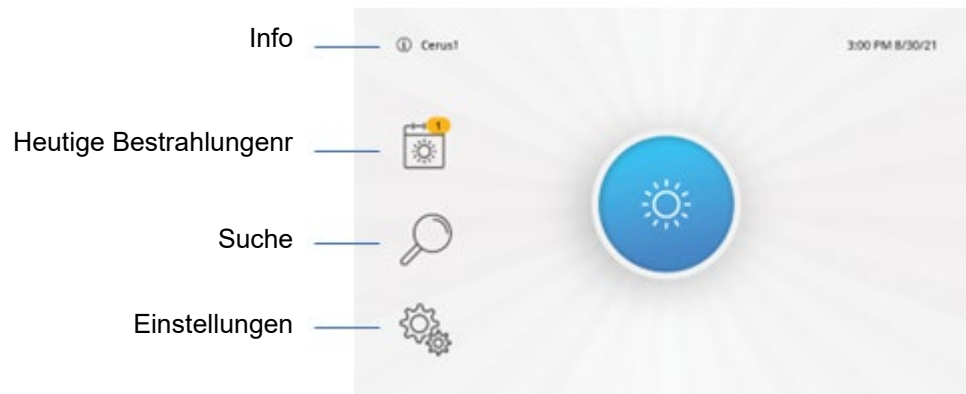 Info
Cerus1
3:00 PM 8/30/21
Heutige Bestrahlungenr
1
Suche
Einstellungen